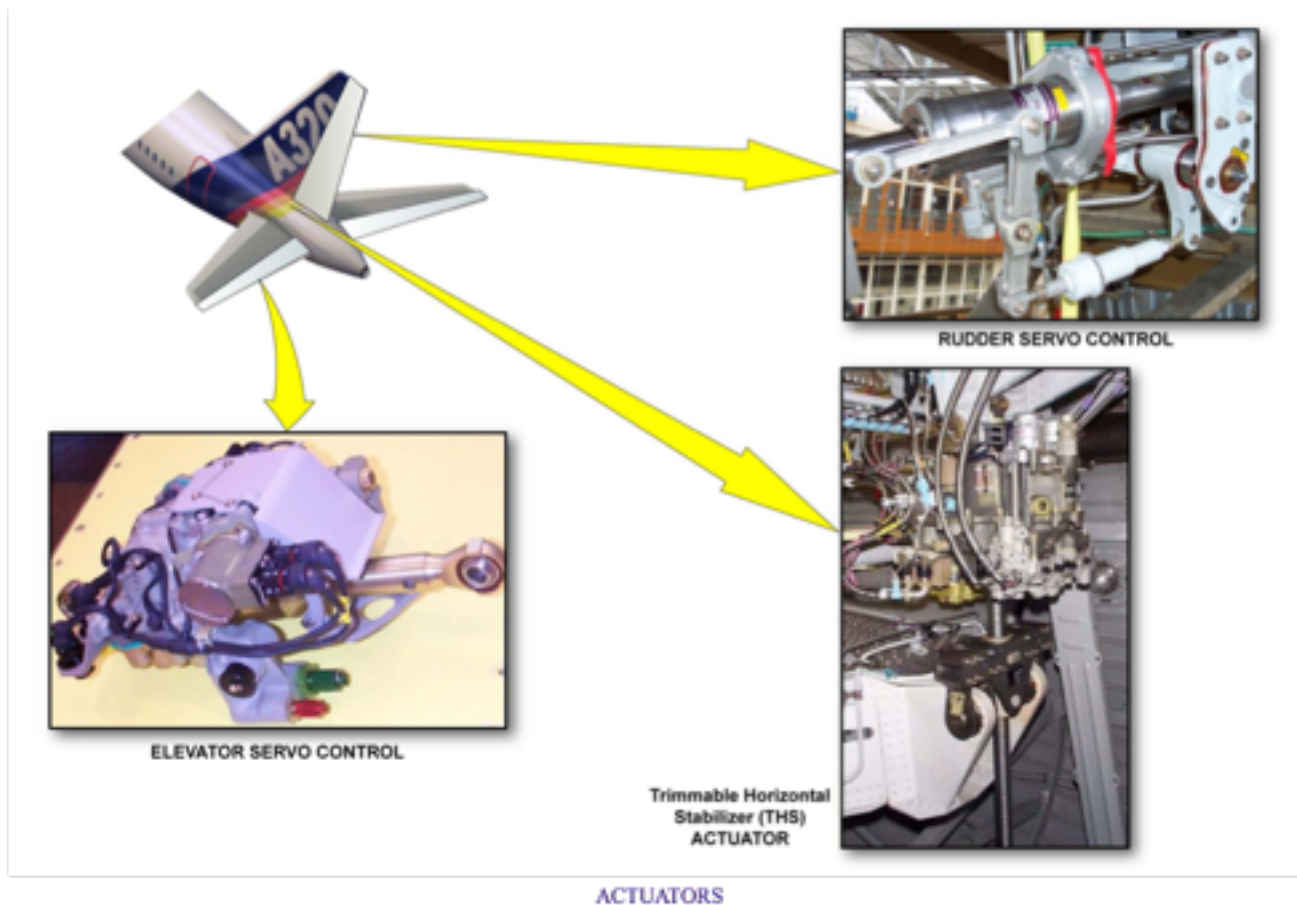 A320
RUDDER SERVO CONTROL
ELEVATOR SERVO CONTROL
Trimmable Horizontal
Stabilizer (THS)
ACTUATOR
ACTUATORS